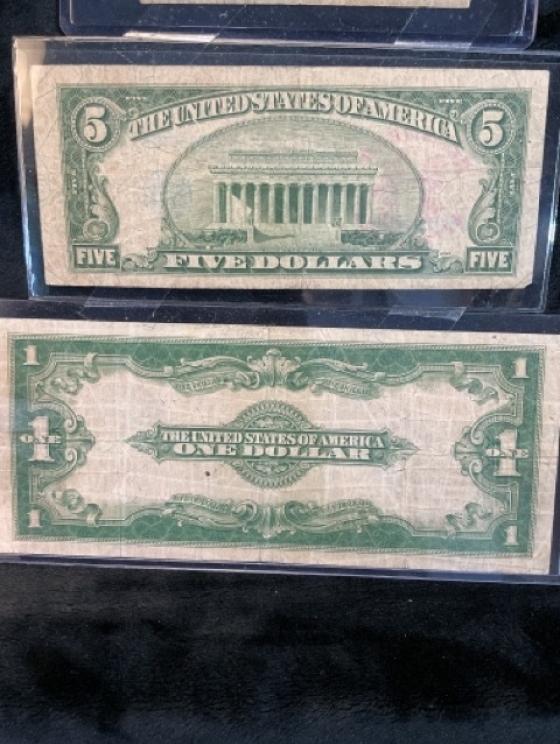 5 THE UNITED STATES OF AMERICA 5
FIVE FIVE DOLLARS FIVE
1 1
ONE THE UNITED STATES OF AMERICA ONE
1 ONE DOLLAR 1
1 1